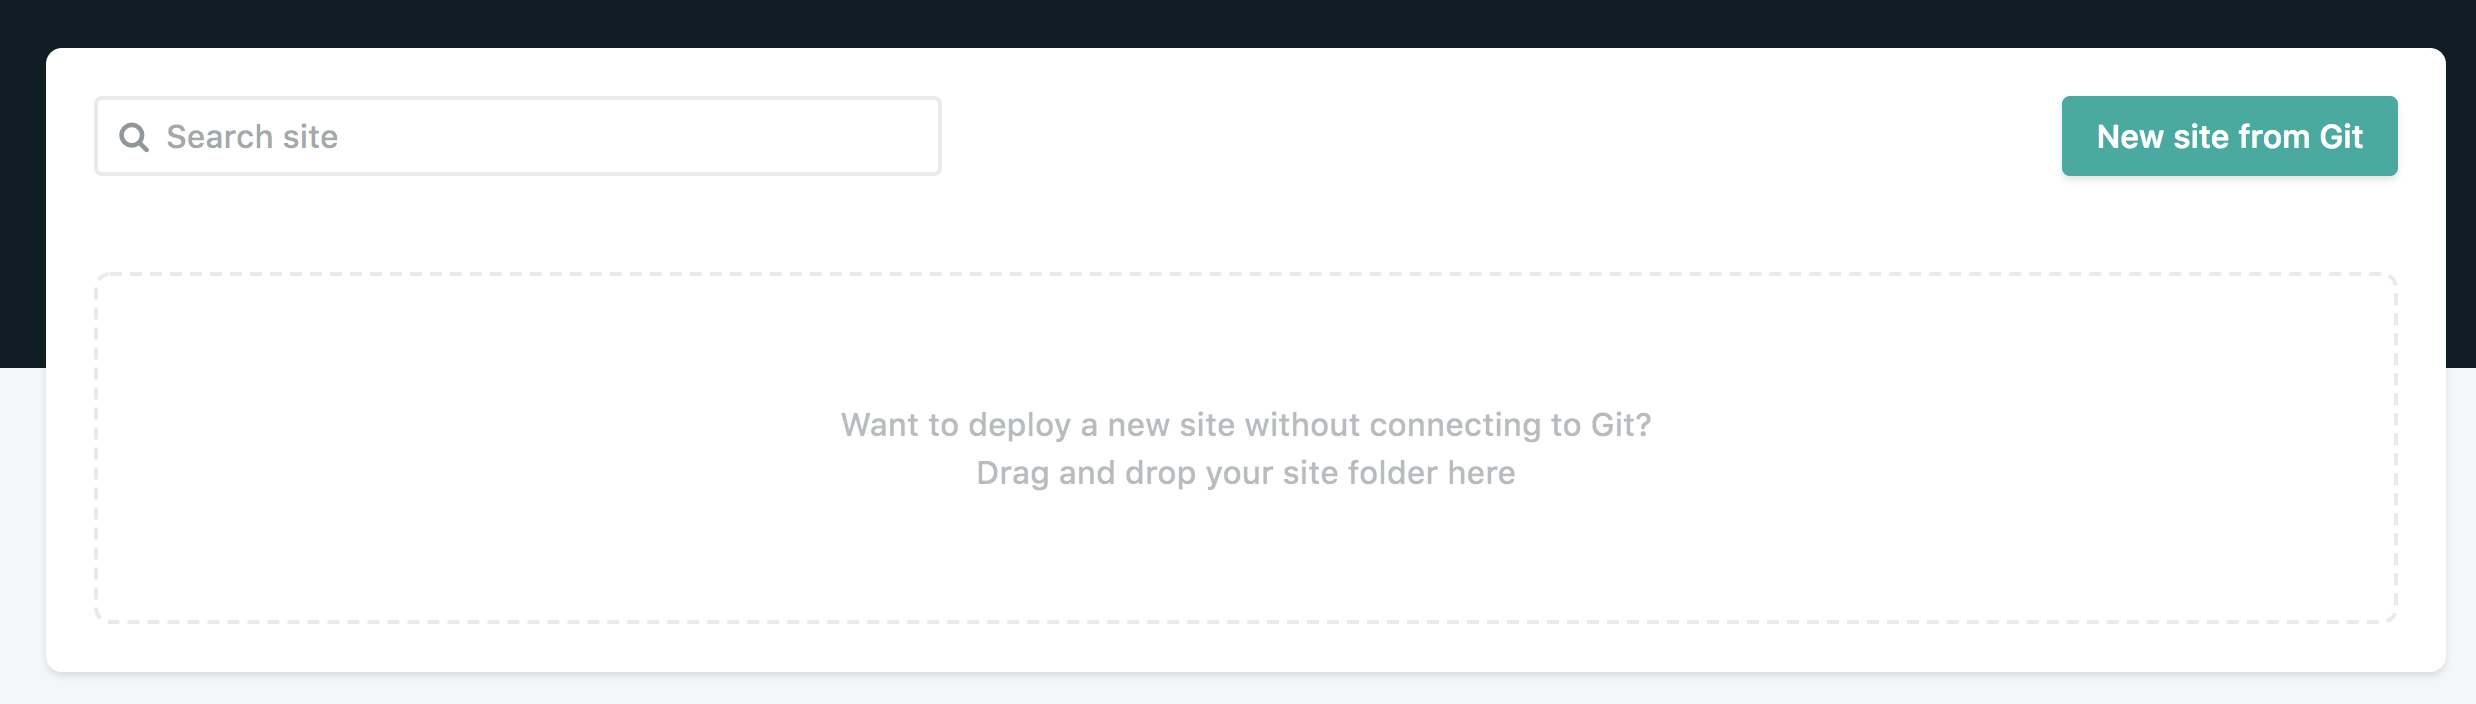 Search site
New site from Git
Want to deploy a new site without connecting to Git?
Drag and drop your site folder here